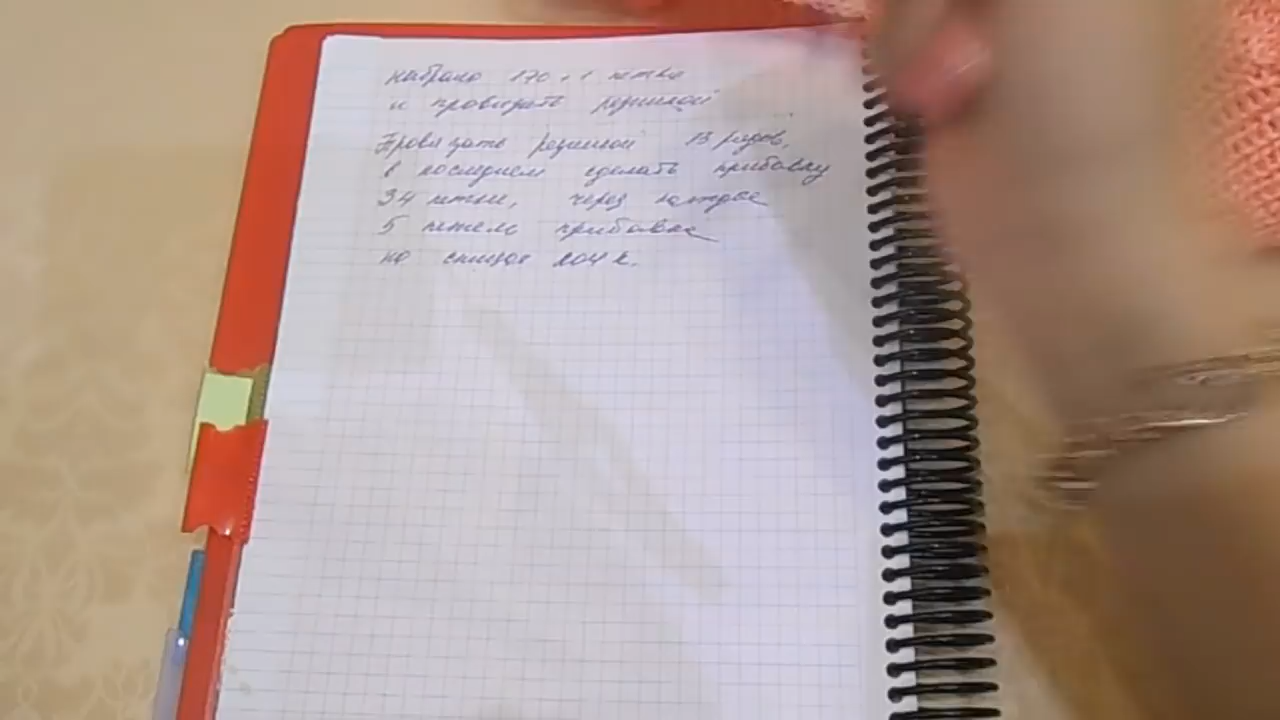 набрано 170 + 1 петля
и провязать резинкой
Провязать резинкой 13 рядов,
в последнем сделать прибавку
34 петли, через каждые
5 петель прибавка
на спицах 204 п.